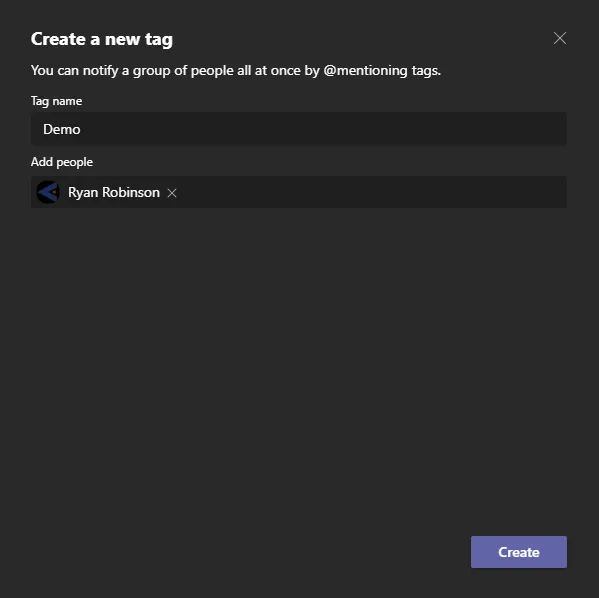 Create a new tag
You can notify a group of people all at once by @mentioning tags.
Tag name
Demo
Add people
Ryan Robinson
Create